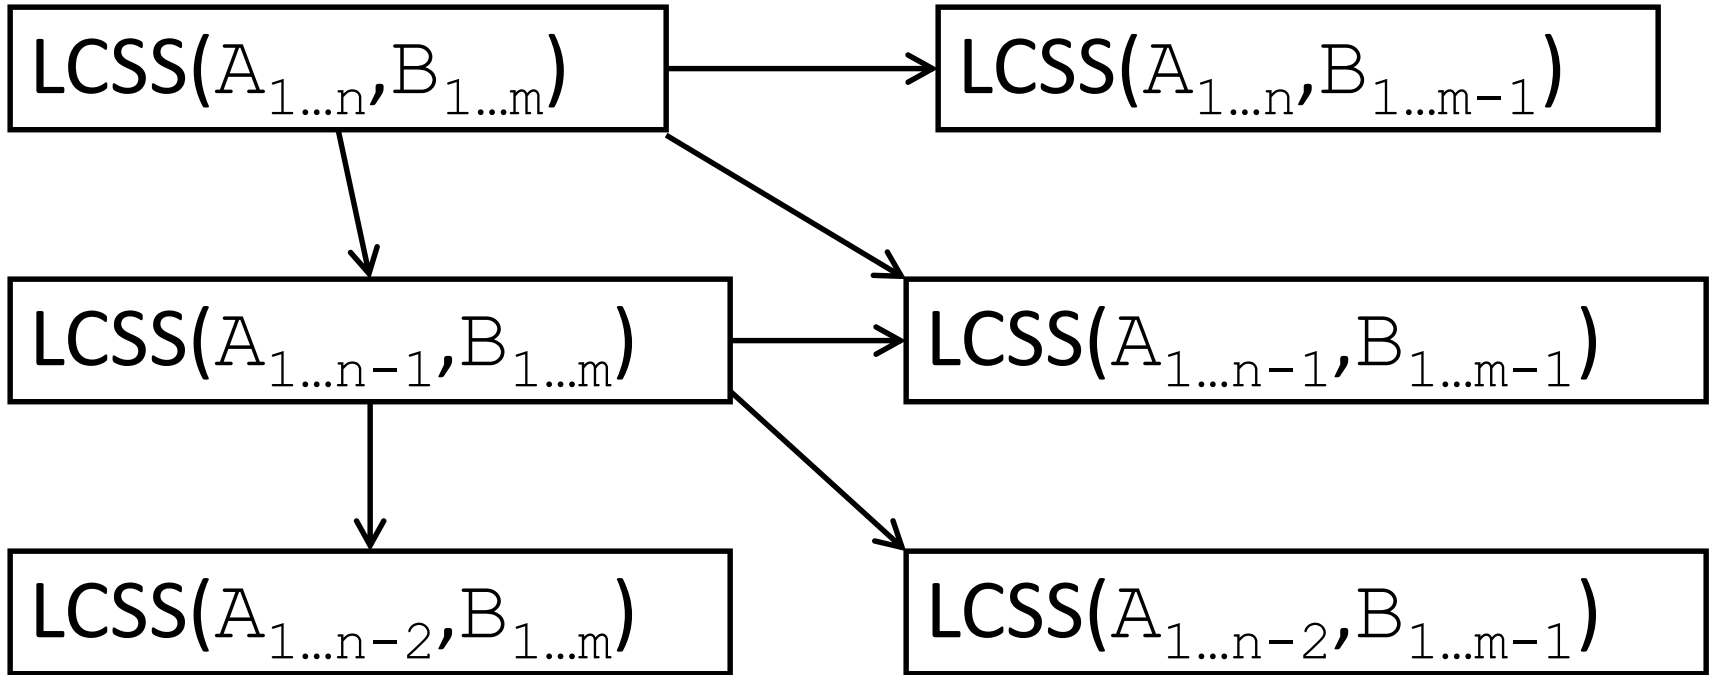 LCSS(A1…n,B1…m) LCSS(A1…n,B1…m-1)
LCSS(A1…n-1,B1…m) LCSS(A1…n-1,B1…m-1)
LCSS(A1…n-2,B1…m) LCSS(A1…n-2,B1…m-1)